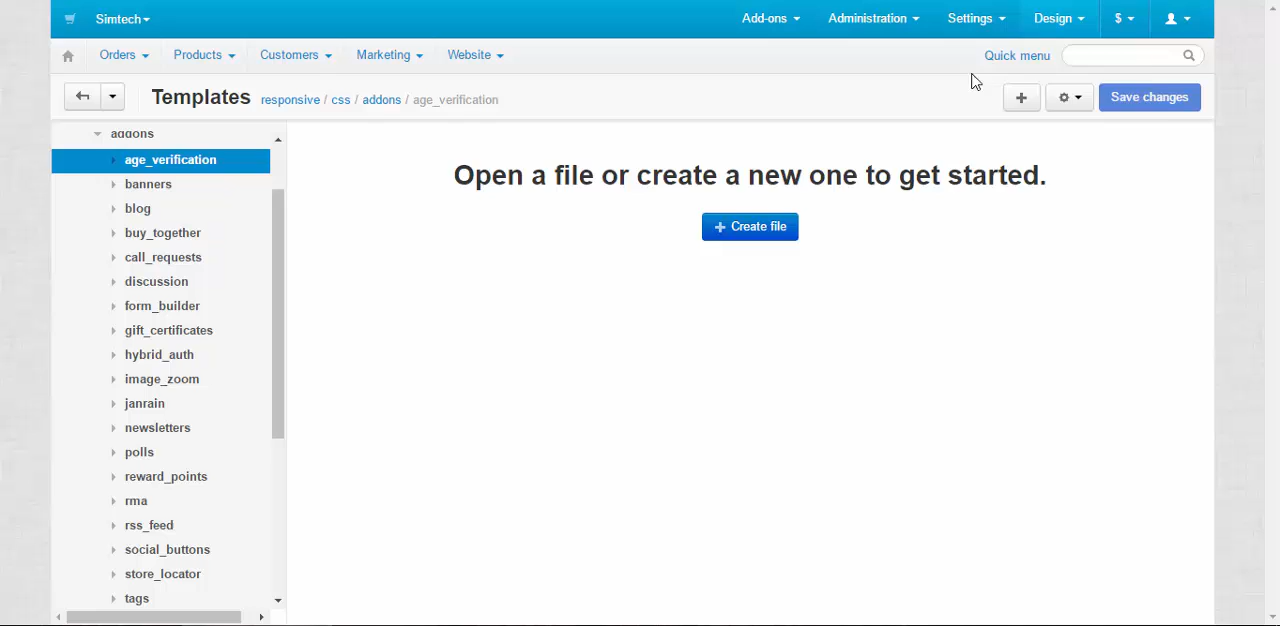 Simtech
Add-ons
Administration
Settings
Design
$
Orders
Products
Customers
Marketing
Website
Quick menu
Templates
responsive / css / addons / age_verification
Save changes
addons
age_verification
banners
blog
buy_together
call_requests
discussion
form_builder
gift_certificates
hybrid_auth
image_zoom
janrain
newsletters
polls
reward_points
rma
rss_feed
social_buttons
store_locator
tags
Open a file or create a new one to get started.
Create file